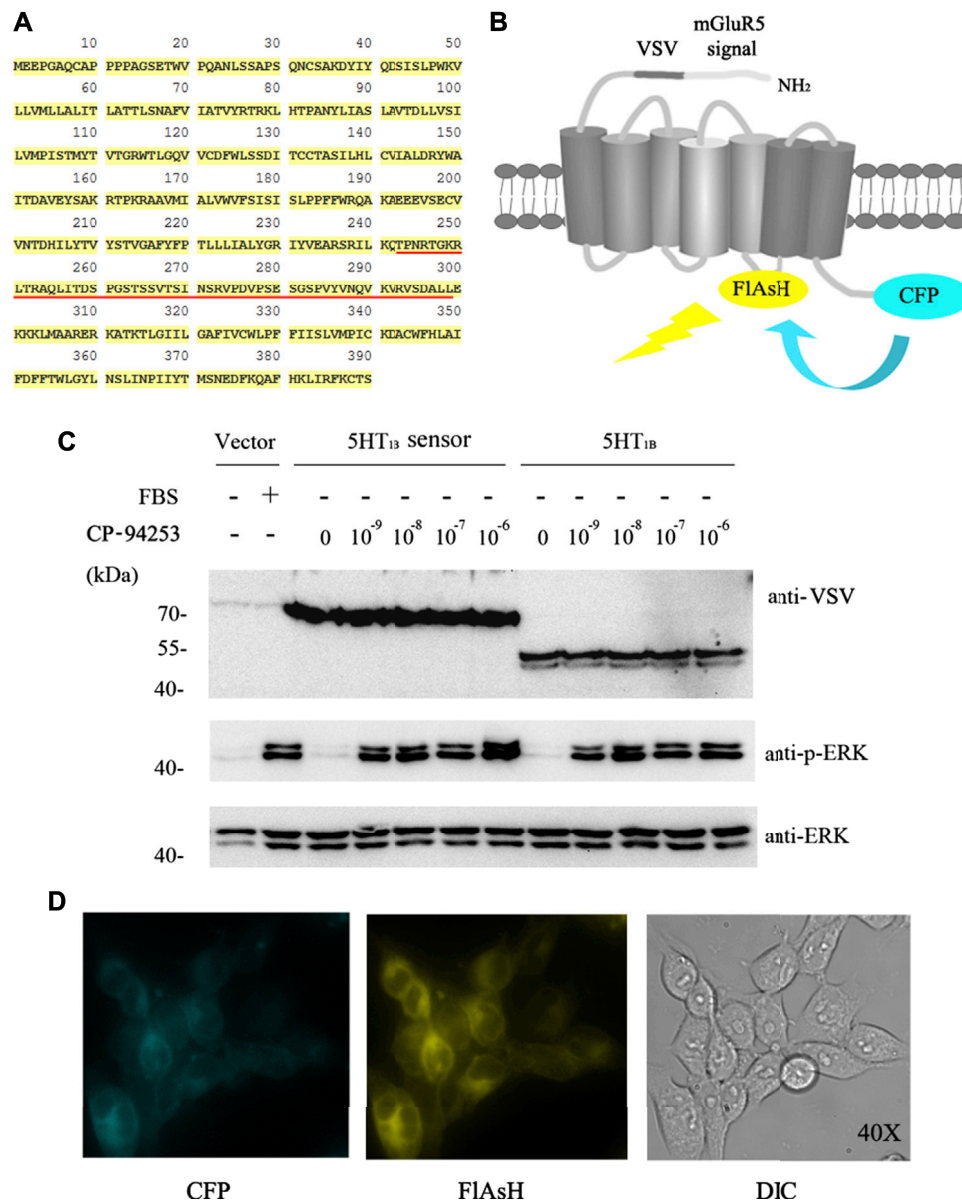 A
10 20 30 40 50
MEEPGAQCAP PPPAGSETWV PQANLSSAPS QNCSAKDYIY QDSISLPWKV
60 70 80 90 100
LLVMLLALIT LATTLSNAFV IATVYRTRKL HTPANYLIAS LAVTDLLVSI
110 120 130 140 150
LVMPISTMYT VTGRWTLGQV VCDFWLSSDI TCCTASILHL CVIALDRYWA
160 170 180 190 200
ITDAVEYSAK RTPKRAAVMI ALVWVFSISI SLPPFFWRQA KAEEEVSECV
210 220 230 240 250
VNTDHILYTV YSTVGAFYFP TLLLIALYGR IYVEARSRIL KQTPNRTGKR
260 270 280 290 300
LTRAQLITDS PGSTSSVTSI NSRVPDVPSE SGSPVYVNQV KVRVSDALLE
310 320 330 340 350
KKKLMAARER KATKTLGIIL GAFIVCWLPF FIISLVMPIC KDACWFHLAI
360 370 380 390
FDFFTWLGYL NSLINPIIYT MSNEDFKQAF HKLIRFKCTS
B
VSV mGluR5 signal
NH2
FlAsH
CFP
C
Vector 5HT1B sensor 5HT1B
FBS - + - - - - - - - - - -
CP-94253 - - 0 10-9 10-8 10-7 10-6 0 10-9 10-8 10-7 10-6
(kDa)
70-
55-
40-
anti-VSV
40-
anti-p-ERK
40-
anti-ERK
D
40X
CFP FlAsH DIC